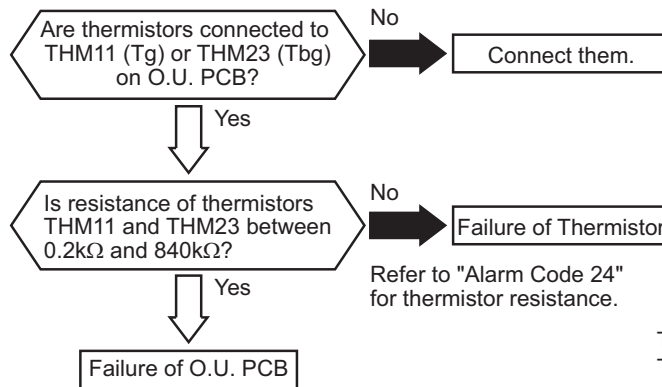 Are thermistors connected to
THM11 (Tg) or THM23 (Tbg)
on O.U. PCB?
No
Connect them.
Yes
Is resistance of thermistors
THM11 and THM23 between
0.2kΩ and 840kΩ?
No
Failure of Thermistor
Refer to "Alarm Code 24"
for thermistor resistance.
Yes
Failure of O.U. PCB